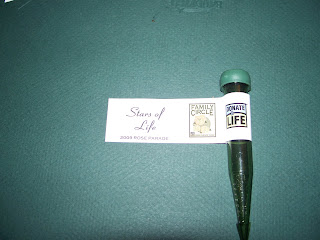 Stars of
Life
2008 ROSE PARADE
FAMILY
CIRCLE
DONATE
LIFE